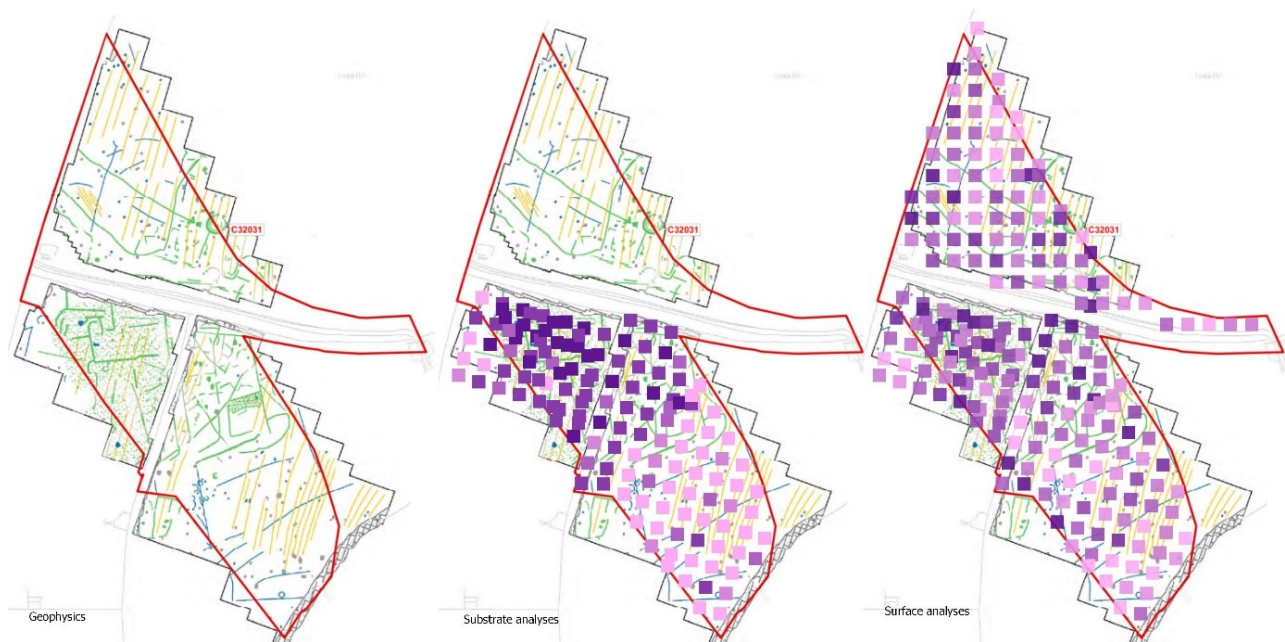 C32031
C32031
C32031
Geophysics
Substrate analyses
Surface analyses